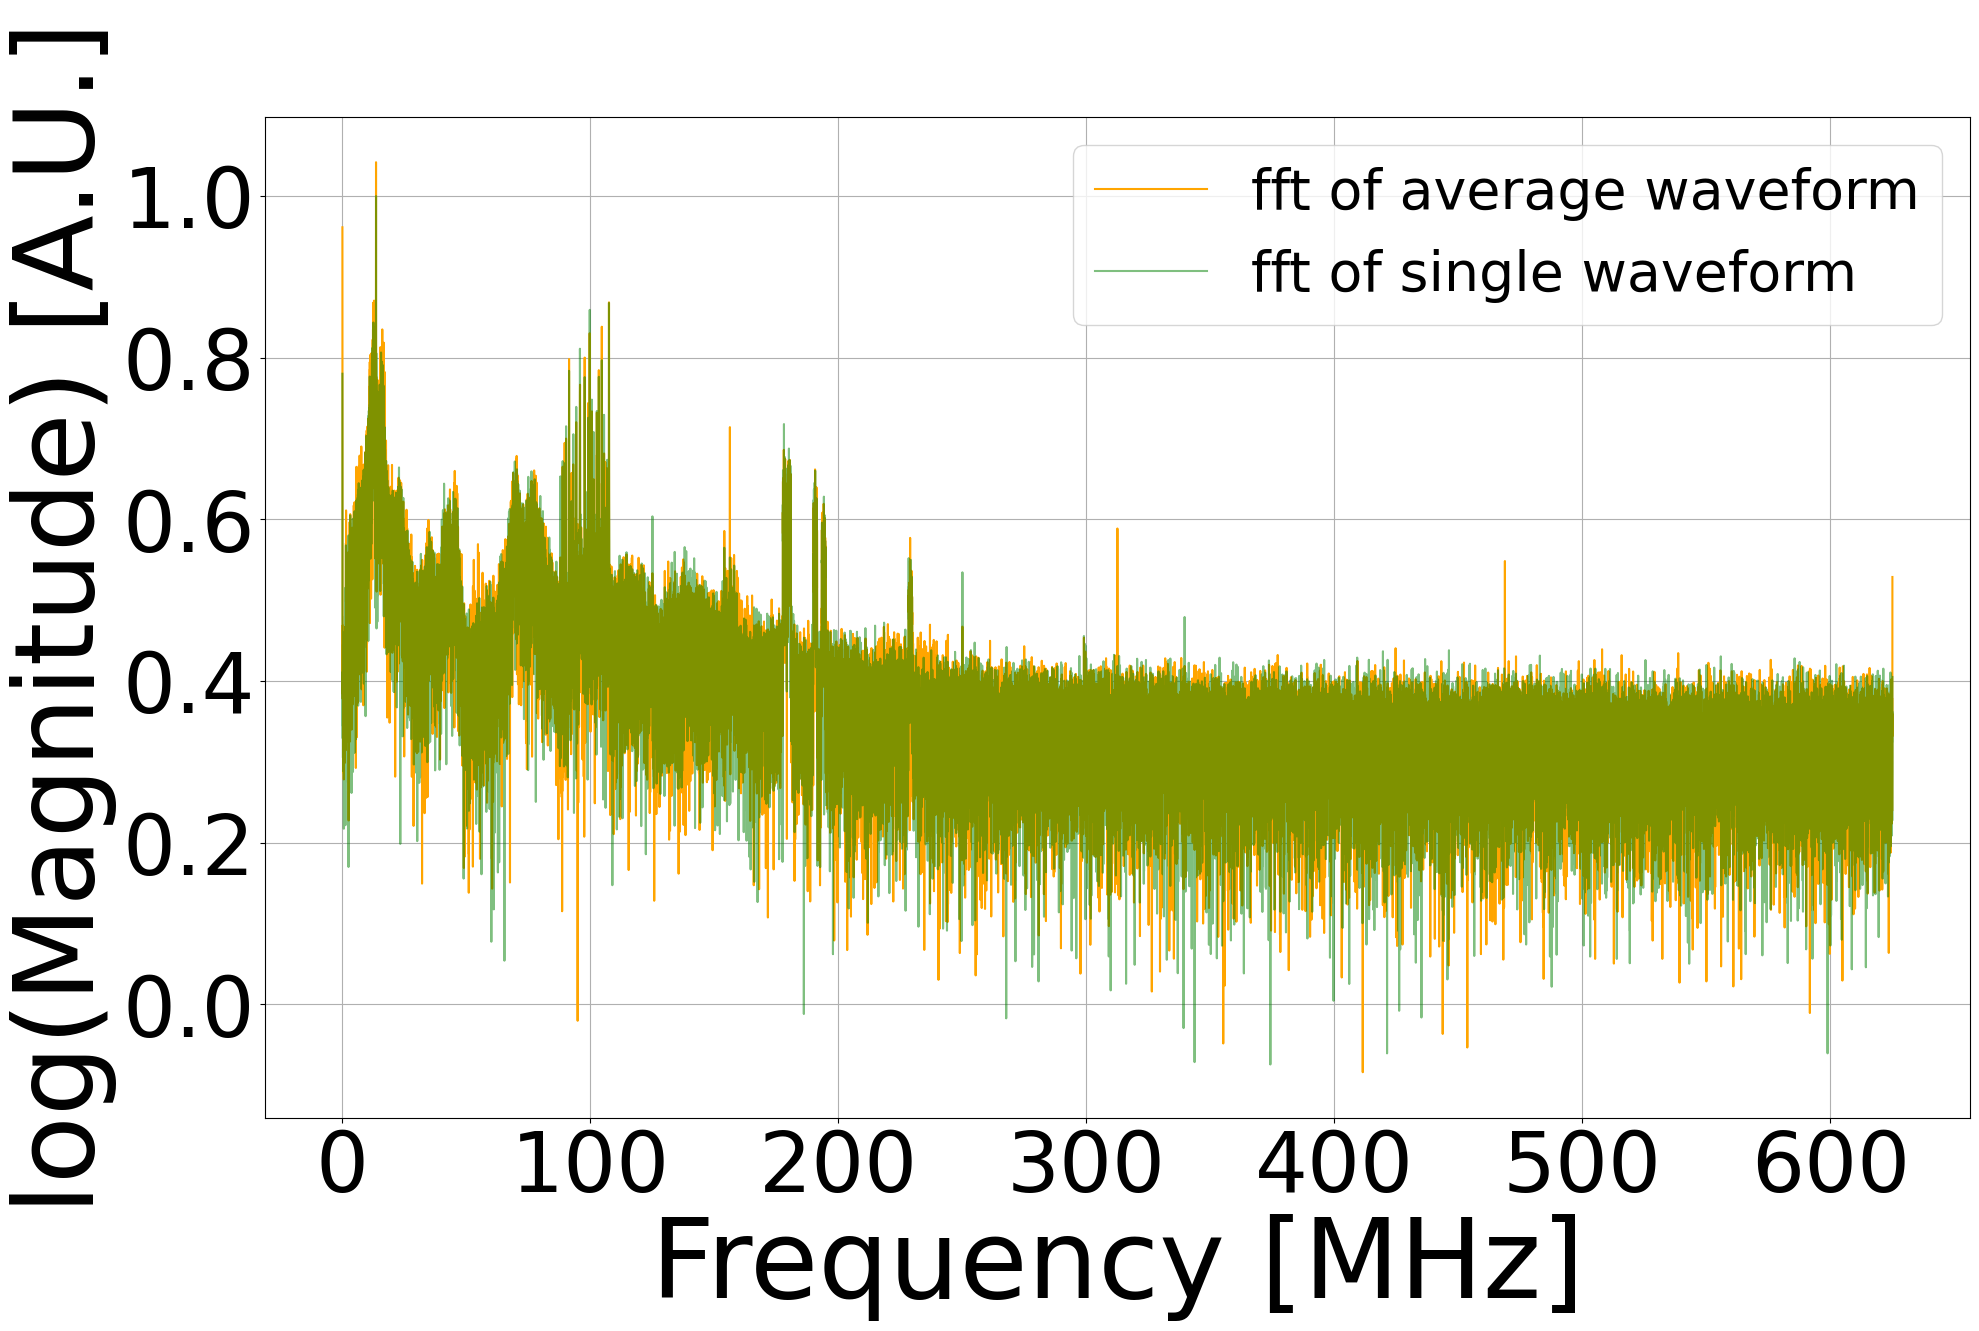 log(Magnitude) [A.U.]
1.0
0.8
0.6
0.4
0.2
0.0
fft of average waveform
fft of single waveform
0 100 200 300 400 500 600
Frequency [MHz]